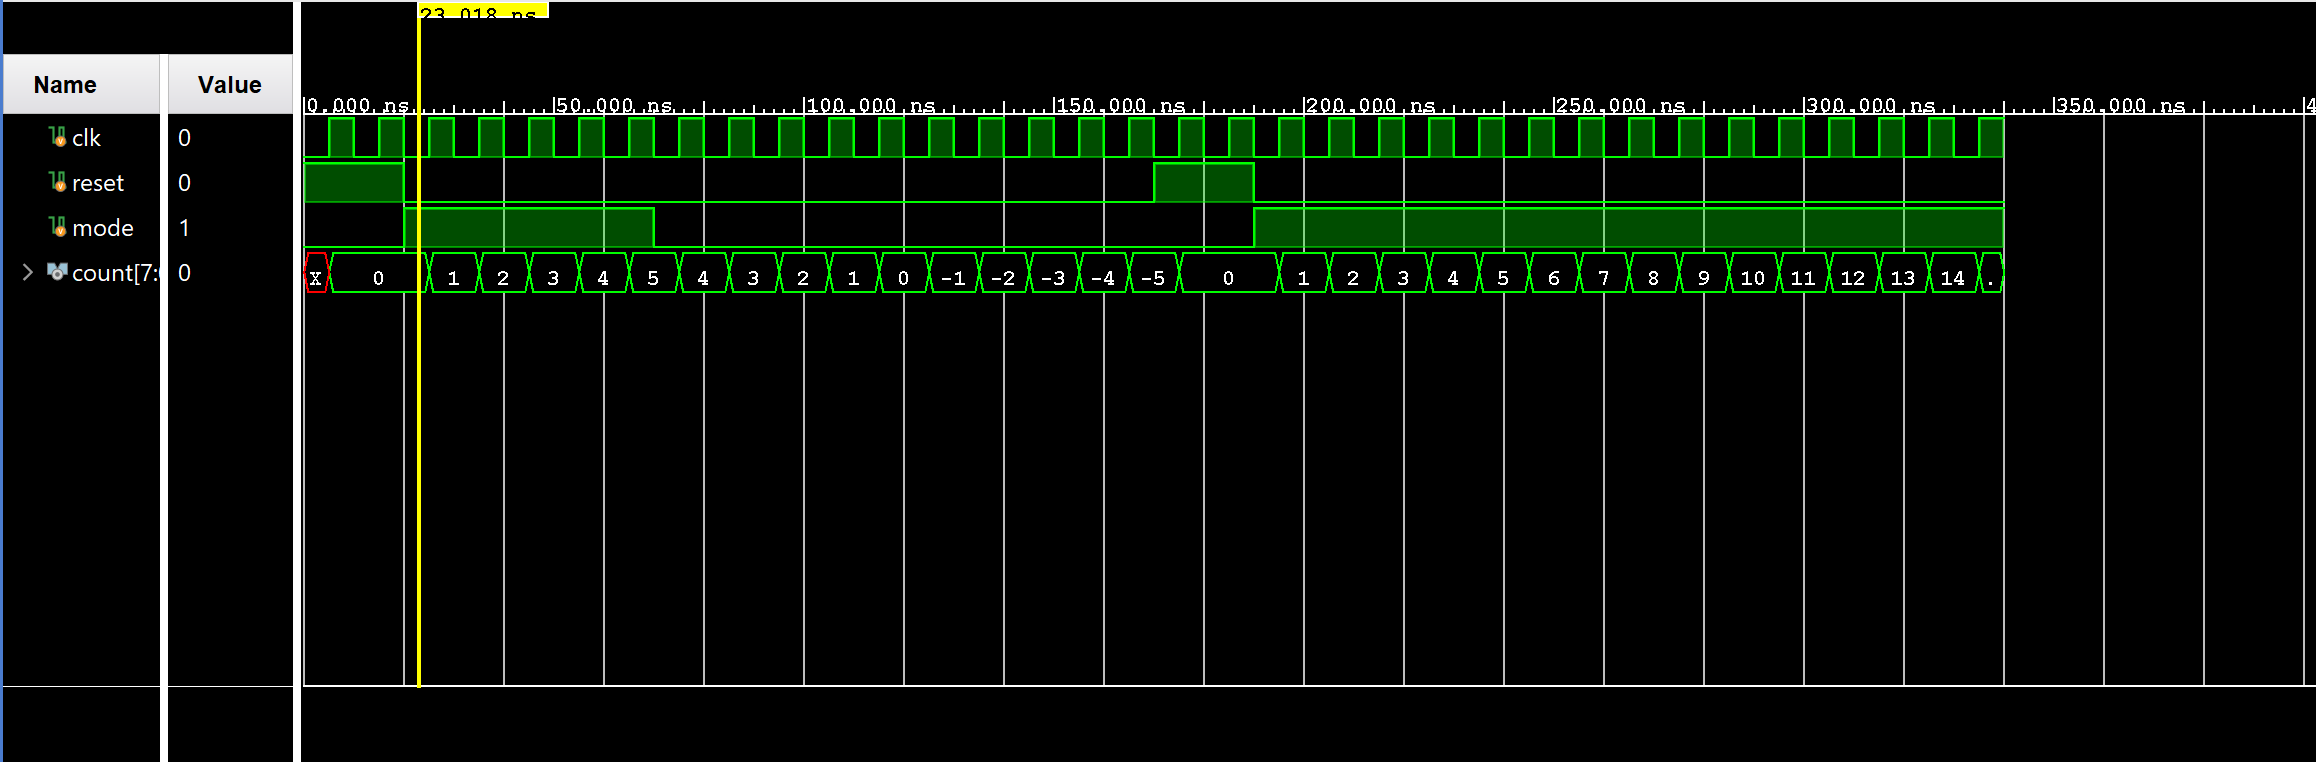 23.018 ns
Name Value
0.000 ns 50.000 ns 100.000 ns 150.000 ns 200.000 ns 250.000 ns 300.000 ns 350.000 ns 4
clk 0
reset 0
mode 1
count[7: 0 X 0 1 2 3 4 5 4 3 2 1 0 -1 -2 -3 -4 -5 0 1 2 3 4 5 6 7 8 9 10 11 12 13 14 .